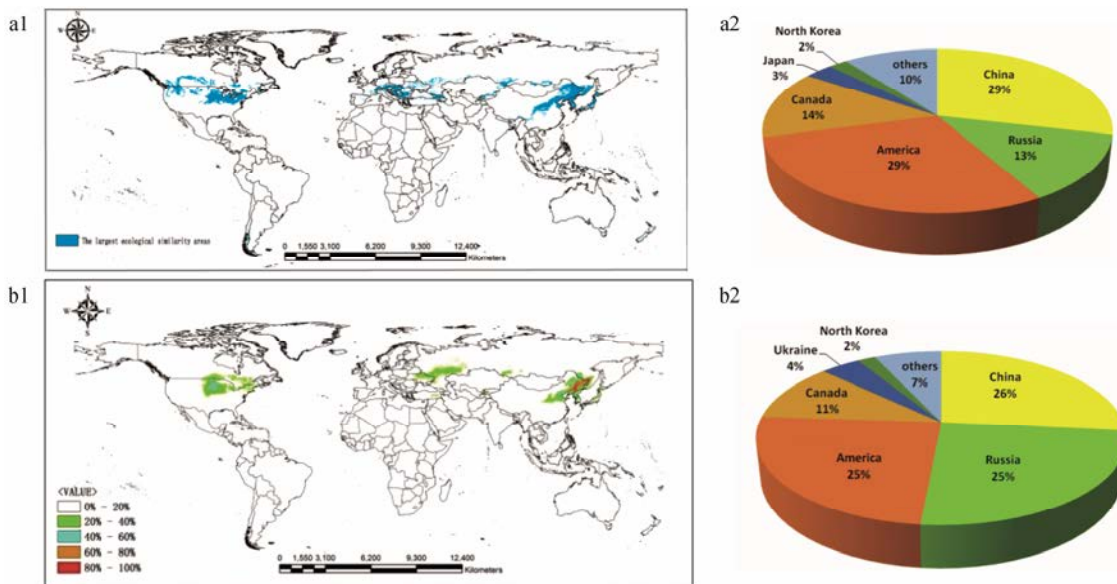 a1
N
W E
S
The largest ecological similarity areas
0 1,550 3,100 6,200 9,300 12,400
Kilometers
a2
North Korea
2%
Japan
3%
others
10%
China
29%
Canada
14%
Russia
13%
America
29%
b1
N
W E
S
<VALUE>
0% - 20%
20% - 40%
40% - 60%
60% - 80%
80% - 100%
0 1,550 3,100 6,200 9,300 12,400
Kilometers
b2
North Korea
2%
Ukraine
4%
others
7%
China
26%
Canada
11%
America
25%
Russia
25%